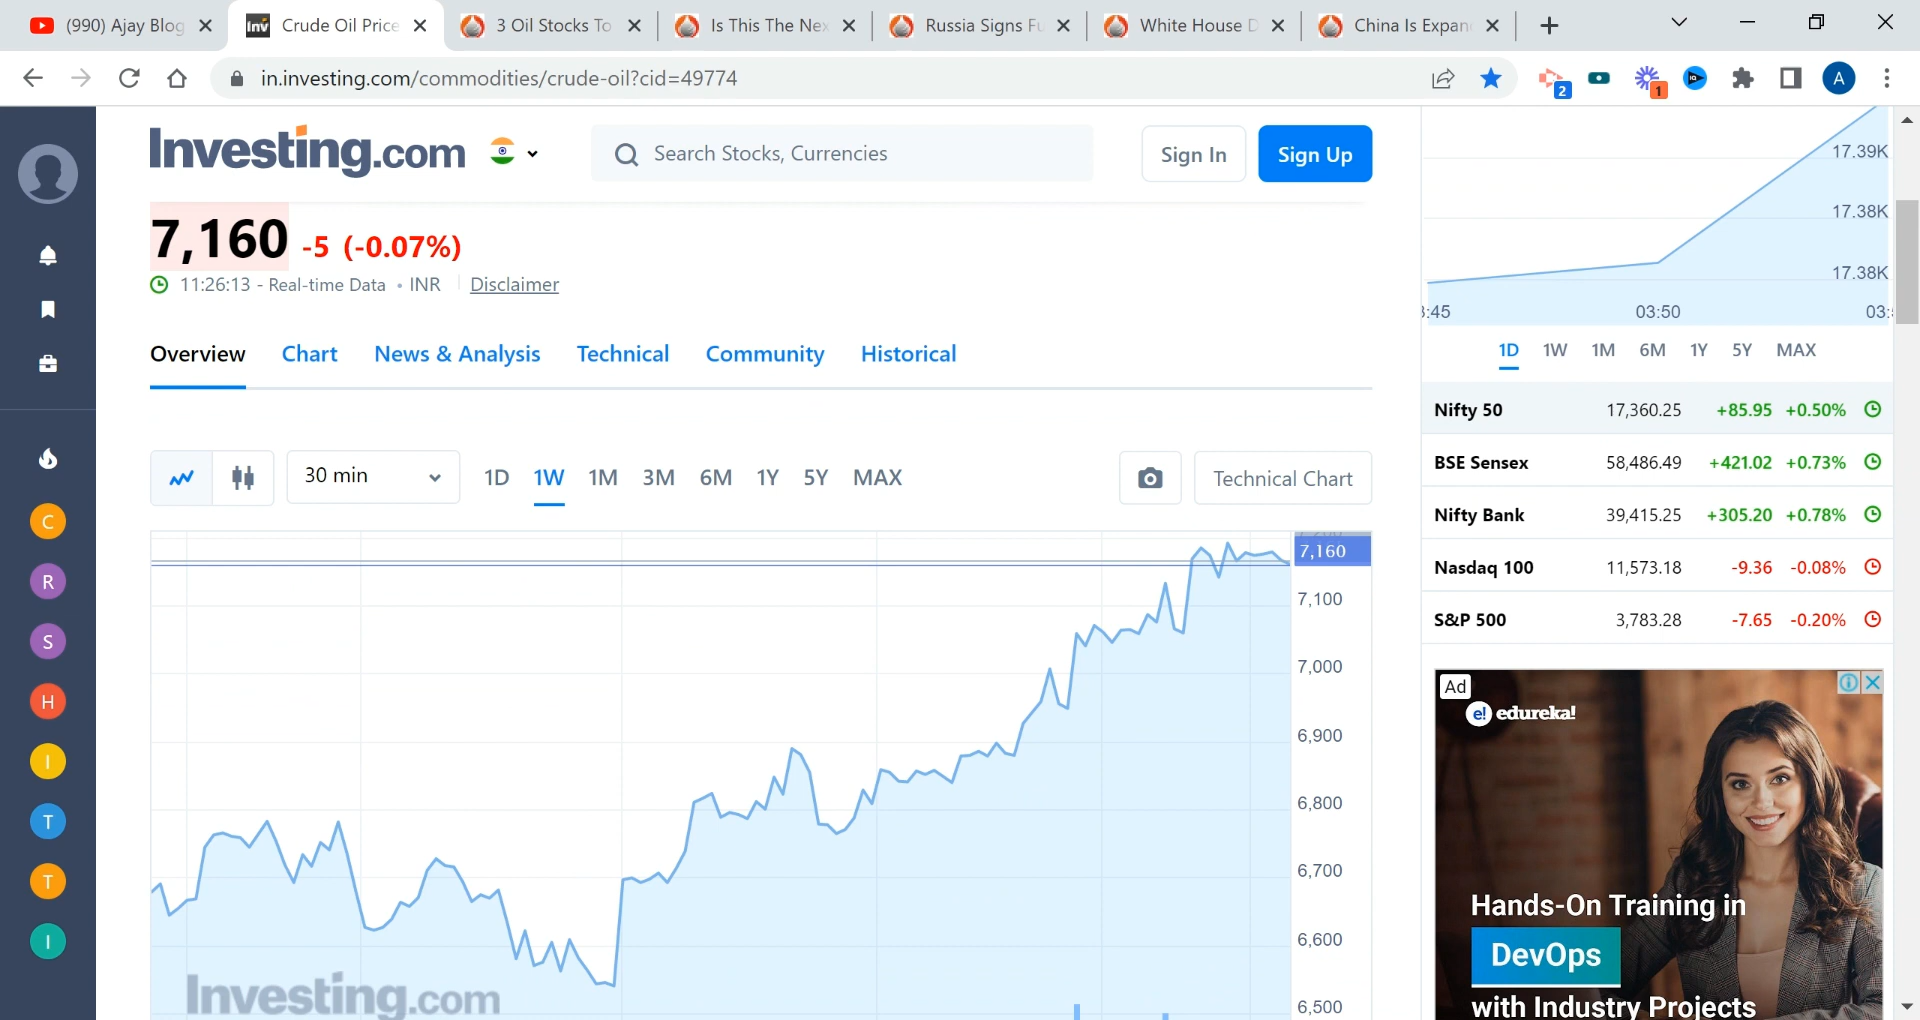 (990) Ajay Blog
Crude Oil Price
3 Oil Stocks To
Is This The Nex
Russia Signs Fu
White House D
China Is Expan
in.investing.com/commodities/crude-oil?cid=49774
2
1
A
Investing.com
Search Stocks, Currencies
Sign In
Sign Up
7,160 -5 (-0.07%)
11:26:13 - Real-time Data • INR
Disclaimer
Overview
Chart
News & Analysis
Technical
Community
Historical
30 min
1D 1W 1M 3M 6M 1Y 5Y MAX
Technical Chart
7,160
7,100
7,000
6,900
6,800
6,700
6,600
6,500
Investing.com
C
R
S
H
I
T
T
I
17.39K
17.38K
17.38K
:45 03:50 03:
1D 1W 1M 6M 1Y 5Y MAX
Nifty 50 17,360.25 +85.95 +0.50%
BSE Sensex 58,486.49 +421.02 +0.73%
Nifty Bank 39,415.25 +305.20 +0.78%
Nasdaq 100 11,573.18 -9.36 -0.08%
S&P 500 3,783.28 -7.65 -0.20%
Ad
e! edureka!
Hands-On Training in
DevOps
with Industry Projects